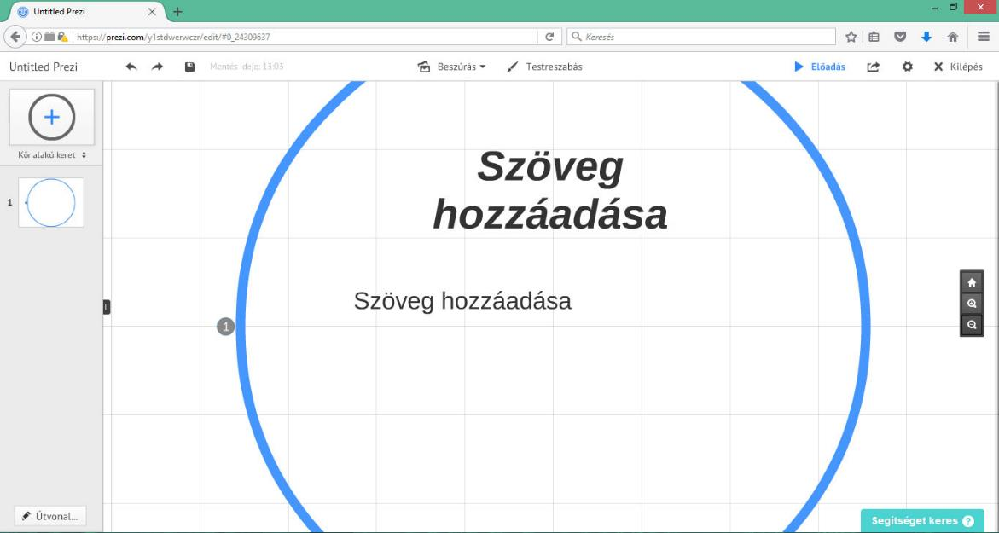 Untitled Prezi
https://prezi.com/y1stdwerwczr/edit/#0_24309637
Keresés
Untitled Prezi
Mentés ideje: 13:03
Beszúrás
Testreszabás
Előadás
Kilépés
Kör alakú keret
1
Szöveg
hozzáadása
Szöveg hozzáadása
1
Útvonal...
Segítséget keres ?